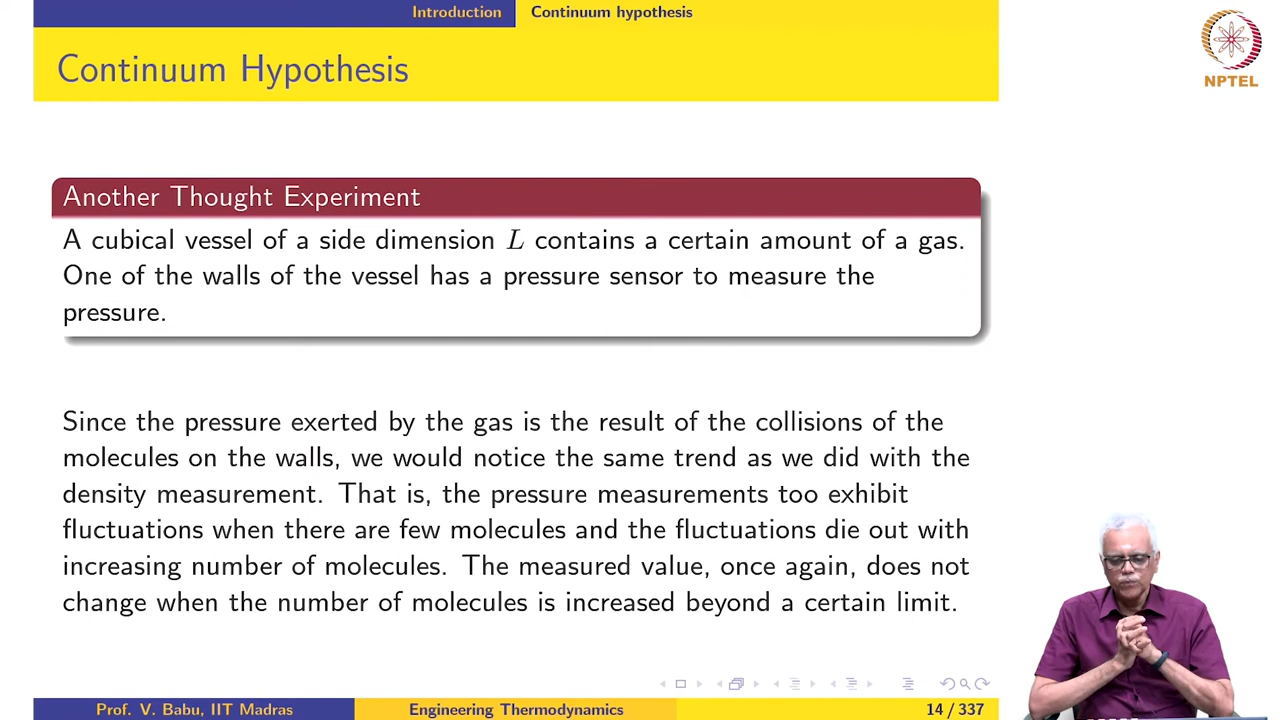 Introduction
Continuum hypothesis
NPTEL
Continuum Hypothesis
Another Thought Experiment
A cubical vessel of a side dimension L contains a certain amount of a gas.
One of the walls of the vessel has a pressure sensor to measure the
pressure.
Since the pressure exerted by the gas is the result of the collisions of the
molecules on the walls, we would notice the same trend as we did with the
density measurement. That is, the pressure measurements too exhibit
fluctuations when there are few molecules and the fluctuations die out with
increasing number of molecules. The measured value, once again, does not
change when the number of molecules is increased beyond a certain limit.
Prof. V. Babu, IIT Madras
Engineering Thermodynamics
14 / 337